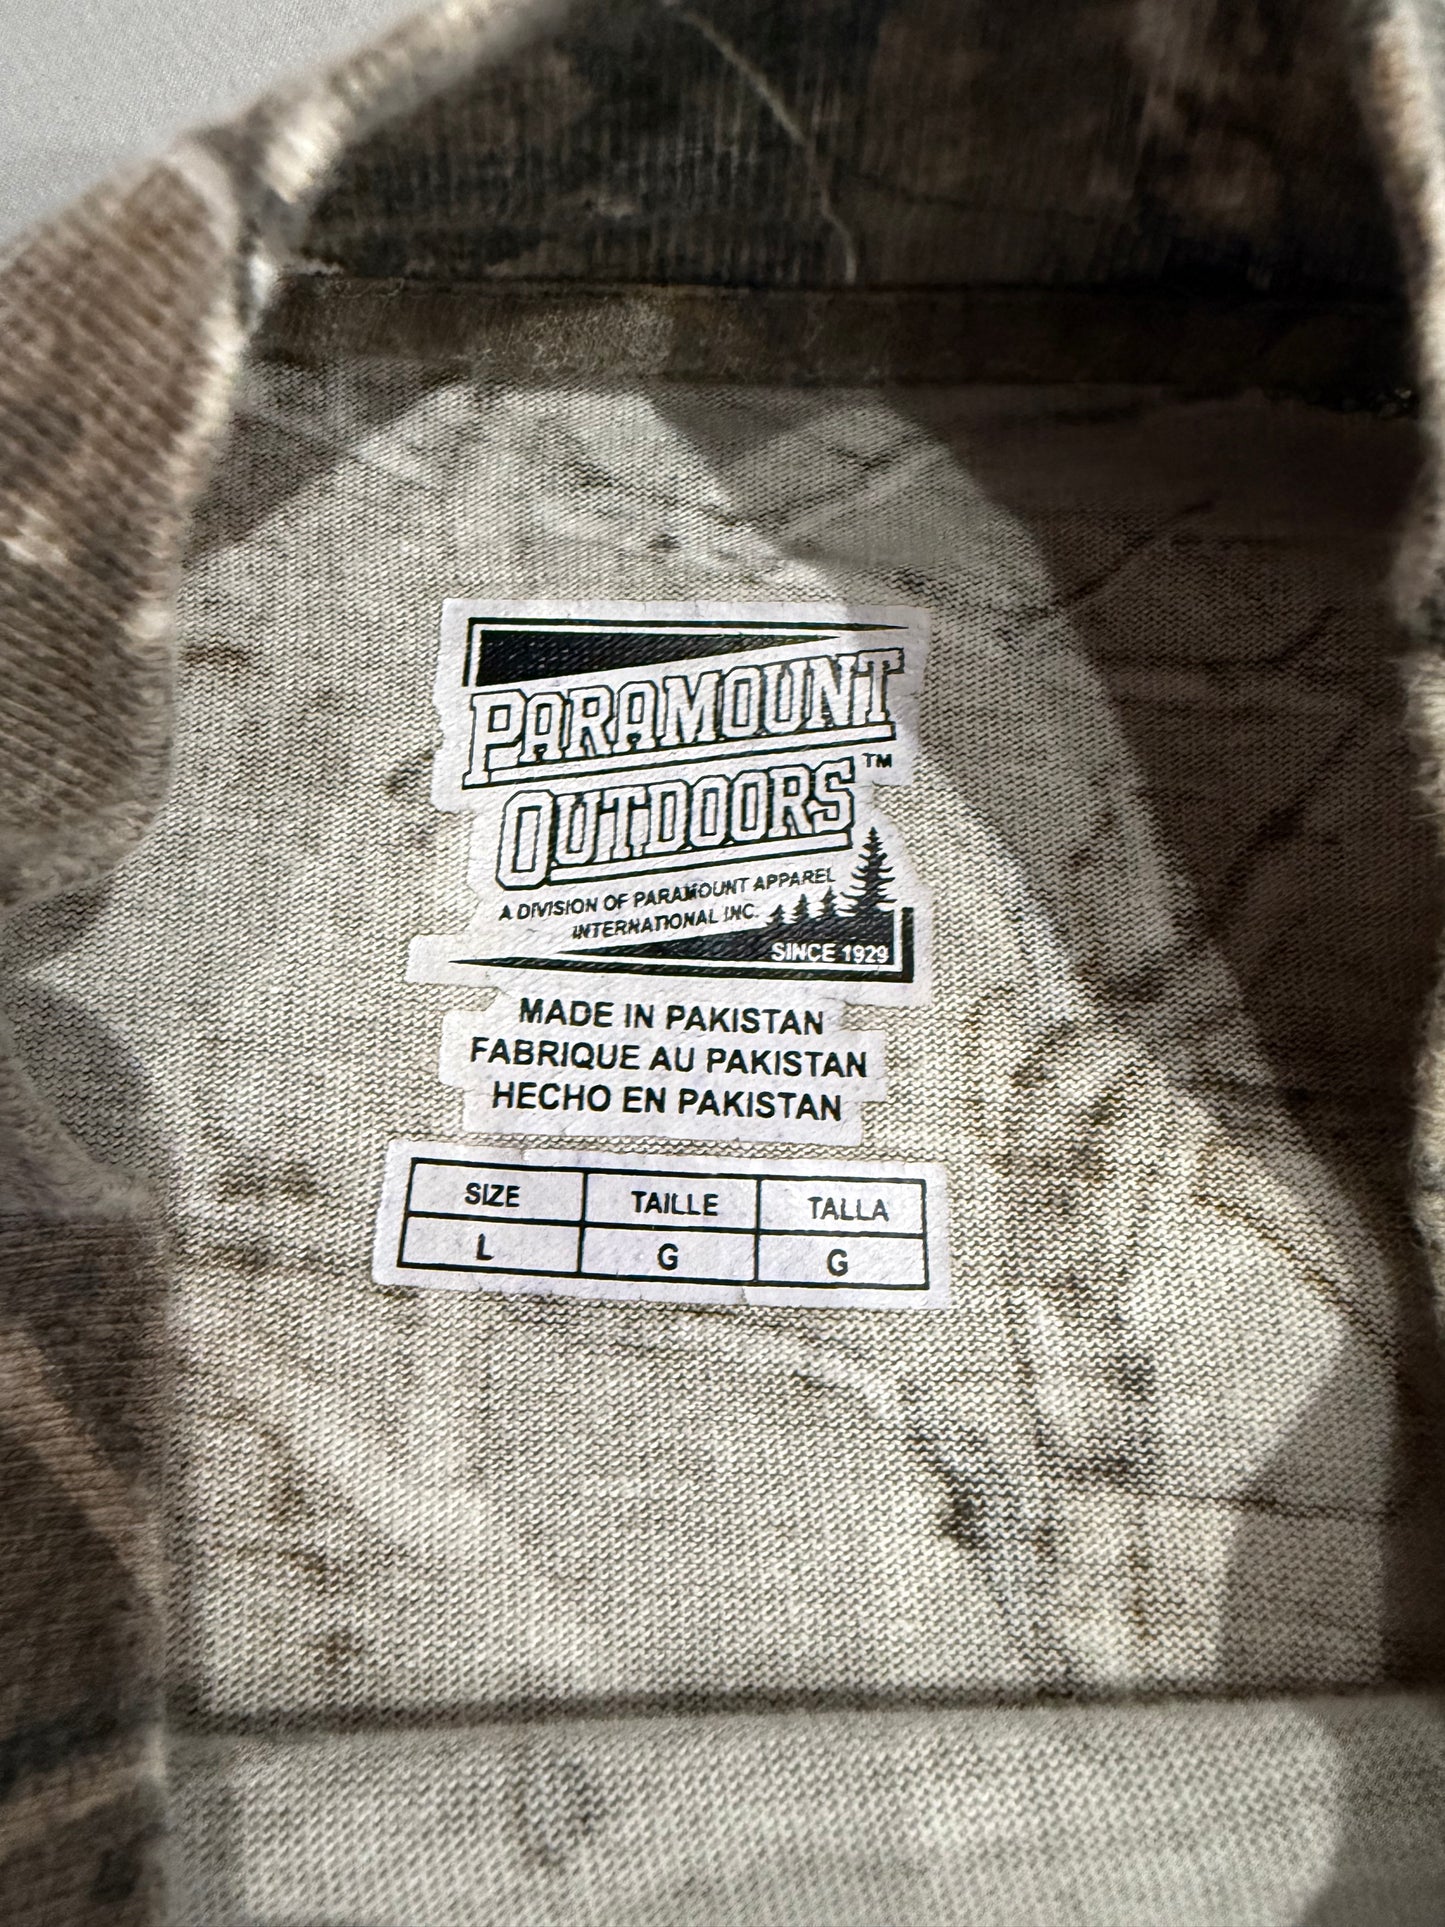 PARAMOUNT
OUTDOORS™
A DIVISION OF PARAMOUNT APPAREL
INTERNATIONAL INC.
SINCE 1929
MADE IN PAKISTAN
FABRIQUE AU PAKISTAN
HECHO EN PAKISTAN
SIZE TAILLE TALLA
L G G